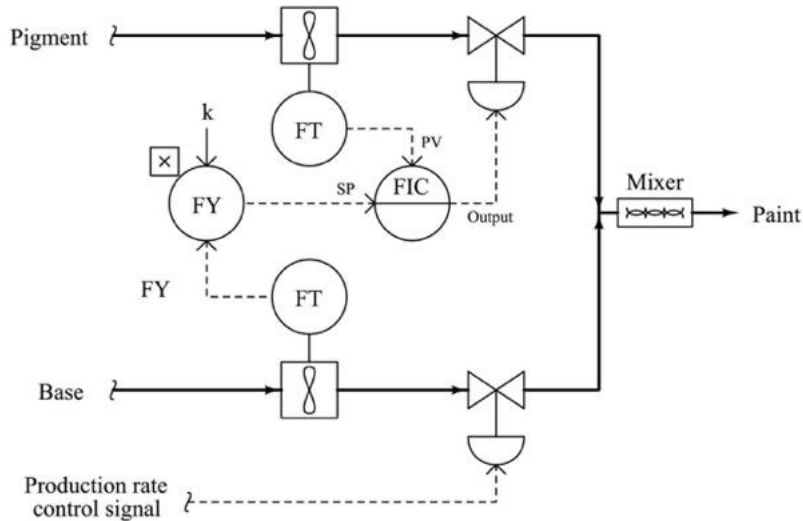 Pigment
FT
k
PV
×
FY
SP
FIC
Output
Mixer
Paint
FY
FT
Base
Production rate
control signal